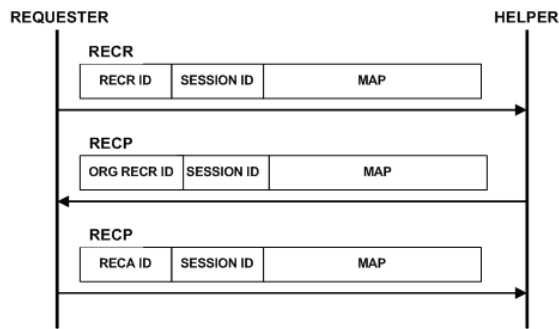 REQUESTER HELPER
RECR
RECR ID SESSION ID MAP
RECP
ORG RECR ID SESSION ID MAP
RECP
RECA ID SESSION ID MAP